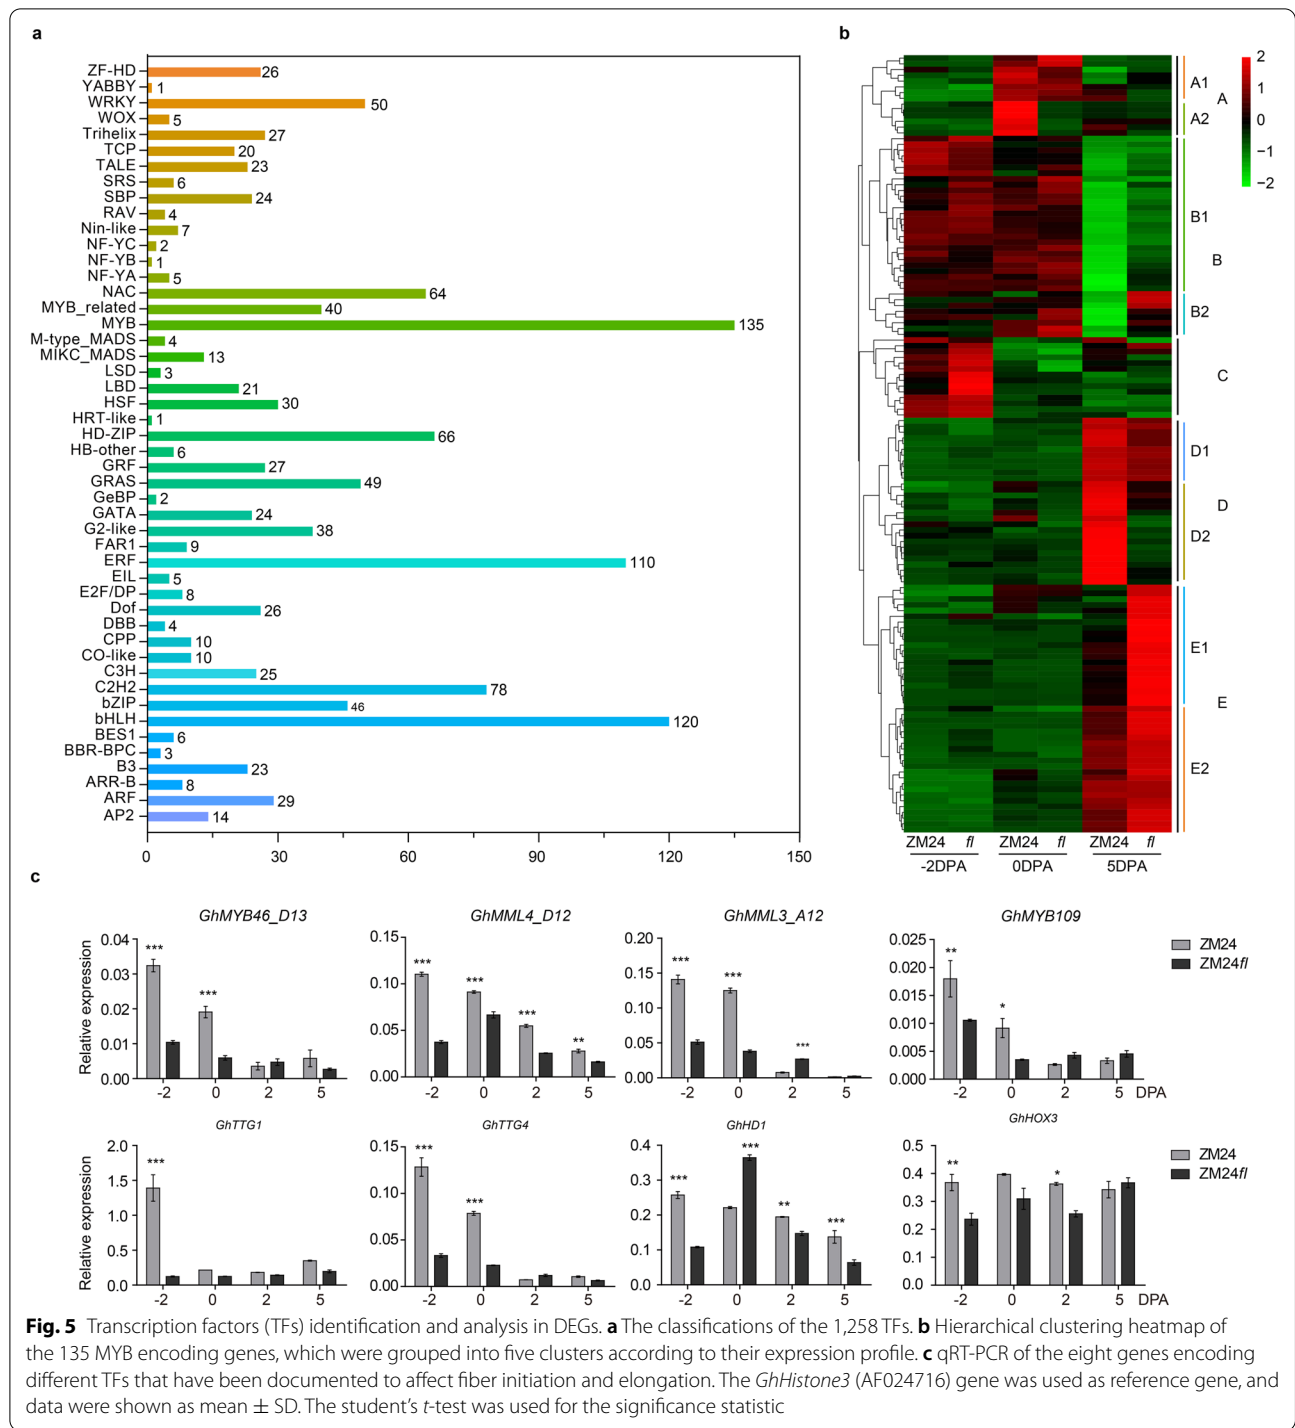 a
ZF-HD 26
YABBY 1
WRKY 50
WOX 5
Trihelix 27
TCP 20
TALE 23
SRS 6
SBP 24
RAV 4
Nin-like 7
NF-YC 2
NF-YB 1
NF-YA 5
NAC 64
MYB_related 40
MYB 135
M-type_MADS 4
MIKC_MADS 13
LSD 3
LBD 21
HSF 30
HRT-like 1
HD-ZIP 66
HB-other 6
GRF 27
GRAS 49
GeBP 2
GATA 24
G2-like 38
FAR1 9
ERF 110
EIL 5
E2F/DP 8
Dof 26
DBB 4
CPP 10
CO-like 10
C3H 25
C2H2 78
bZIP 46
bHLH 120
BES1 6
BBR-BPC 3
B3 23
ARR-B 8
ARF 29
AP2 14
0 30 60 90 120 150
b
2
1
0
−1
−2
A1
A
A2
B1
B
B2
C
D1
D
D2
E1
E
E2
ZM24 fl ZM24 fl ZM24 fl
-2DPA 0DPA 5DPA
c
GhMYB46_D13
Relative expression
0.04
0.03
0.02
0.01
0.00
*** ***
-2 0 2 5
GhMML4_D12
0.15
0.10
0.05
0.00
*** *** *** **
-2 0 2 5
GhMML3_A12
0.20
0.15
0.10
0.05
0.00
*** *** ***
-2 0 2 5
GhMYB109
0.025
0.020
0.015
0.010
0.005
0.000
** *
-2 0 2 5 DPA
ZM24
ZM24fl
GhTTG1
Relative expression
2.0
1.5
1.0
0.5
0.0
***
-2 0 2 5
GhTTG4
0.15
0.10
0.05
0.00
*** ***
-2 0 2 5
GhHD1
0.4
0.3
0.2
0.1
0.0
*** *** ** ***
-2 0 2 5
GhHOX3
0.5
0.4
0.3
0.2
0.1
0.0
** *
-2 0 2 5 DPA
ZM24
ZM24fl
Fig. 5 Transcription factors (TFs) identification and analysis in DEGs. a The classifications of the 1,258 TFs. b Hierarchical clustering heatmap of
the 135 MYB encoding genes, which were grouped into five clusters according to their expression profile. c qRT-PCR of the eight genes encoding
different TFs that have been documented to affect fiber initiation and elongation. The GhHistone3 (AF024716) gene was used as reference gene, and
data were shown as mean ± SD. The student's t-test was used for the significance statistic